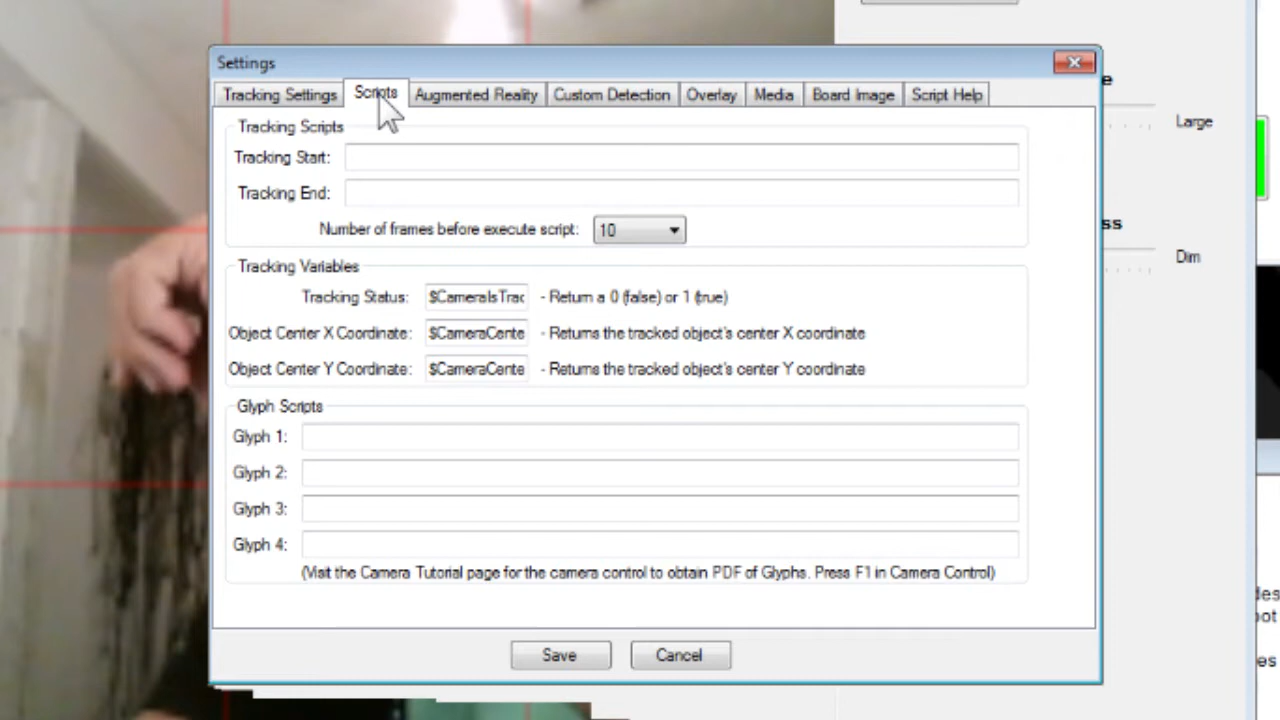 Settings
Tracking Settings Scripts Augmented Reality Custom Detection Overlay Media Board Image Script Help
Tracking Scripts
Tracking Start:
Tracking End:
Number of frames before execute script: 10
Tracking Variables
Tracking Status: $CameraIsTrac - Return a 0 (false) or 1 (true)
Object Center X Coordinate: $CameraCente - Returns the tracked object's center X coordinate
Object Center Y Coordinate: $CameraCente - Returns the tracked object's center Y coordinate
Glyph Scripts
Glyph 1:
Glyph 2:
Glyph 3:
Glyph 4:
(Visit the Camera Tutorial page for the camera control to obtain PDF of Glyphs. Press F1 in Camera Control)
Save Cancel
e
Large
ss
Dim
des
oot
es